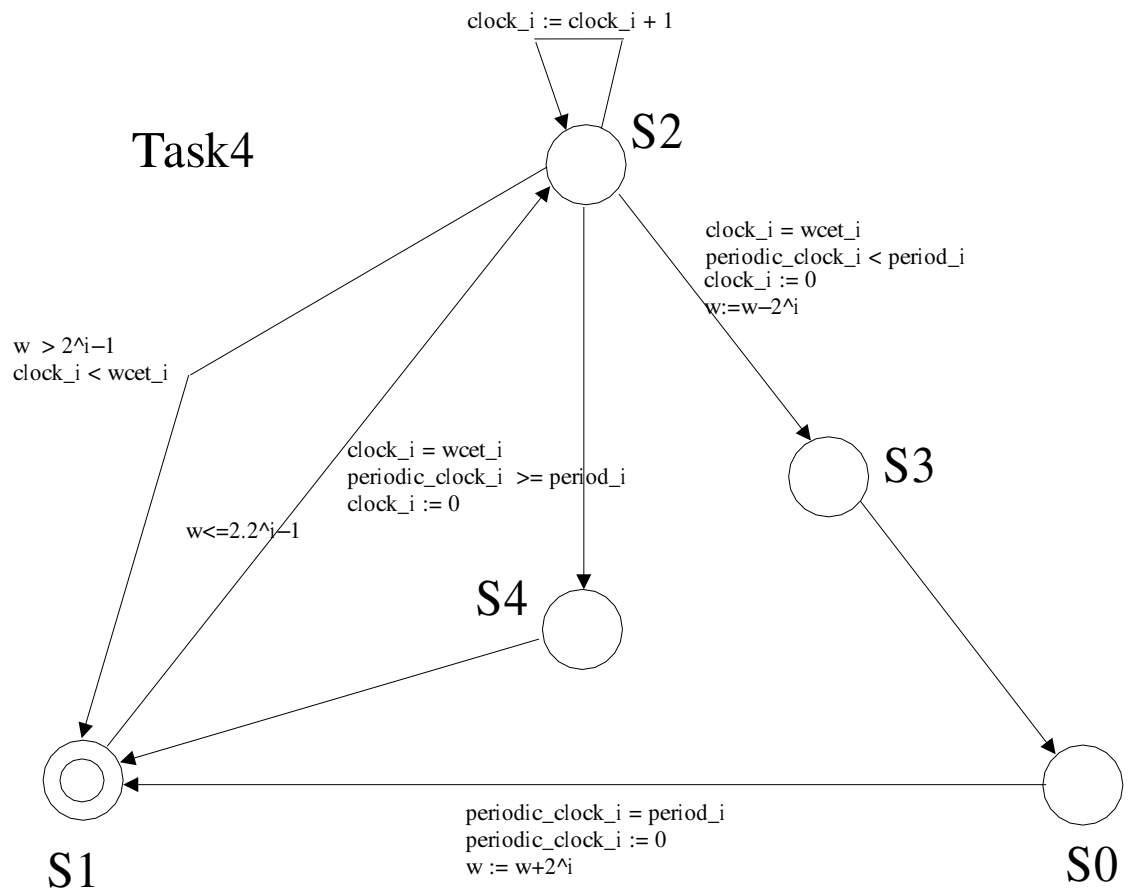 clock_i := clock_i + 1
S2
Task4
clock_i = wcet_i
periodic_clock_i < period_i
clock_i := 0
w:=w−2^i
w > 2^i−1
clock_i < wcet_i
clock_i = wcet_i
periodic_clock_i >= period_i
clock_i := 0
S3
w<=2.2^i−1
S4
periodic_clock_i = period_i
periodic_clock_i := 0
w := w+2^i
S1
S0